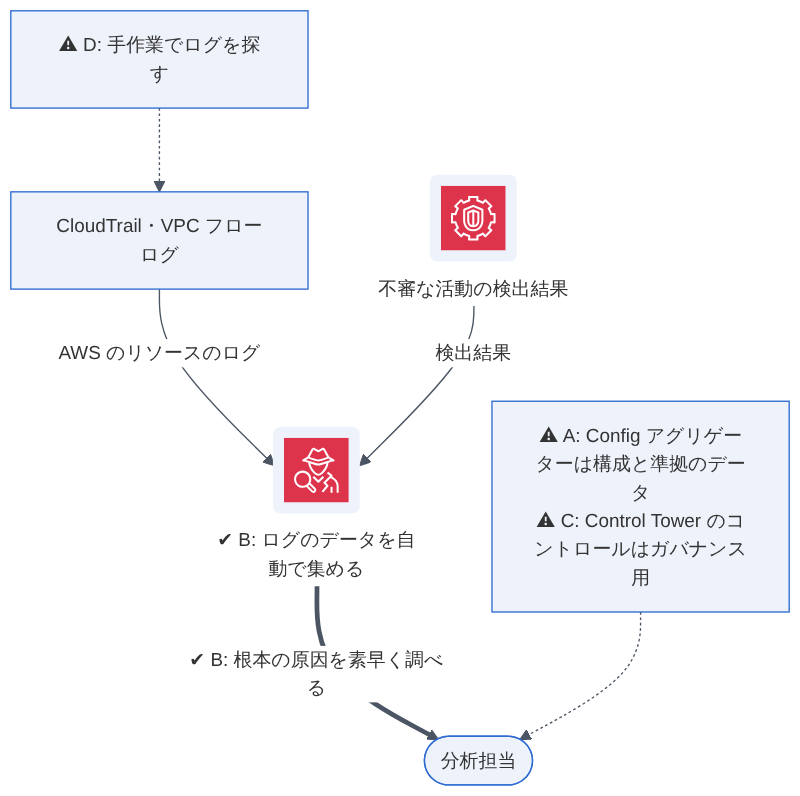 ⚠ D: 手作業でログを探
す
CloudTrail・VPC フロー
ログ
不審な活動の検出結果
AWS のリソースのログ
検出結果
⚠ A: Config アグリゲー
ターは構成と準拠のデー
タ
⚠ C: Control Tower のコ
ントロールはガバナンス
用
✔ B: ログのデータを自
動で集める
✔ B: 根本の原因を素早く調べ
る
分析担当